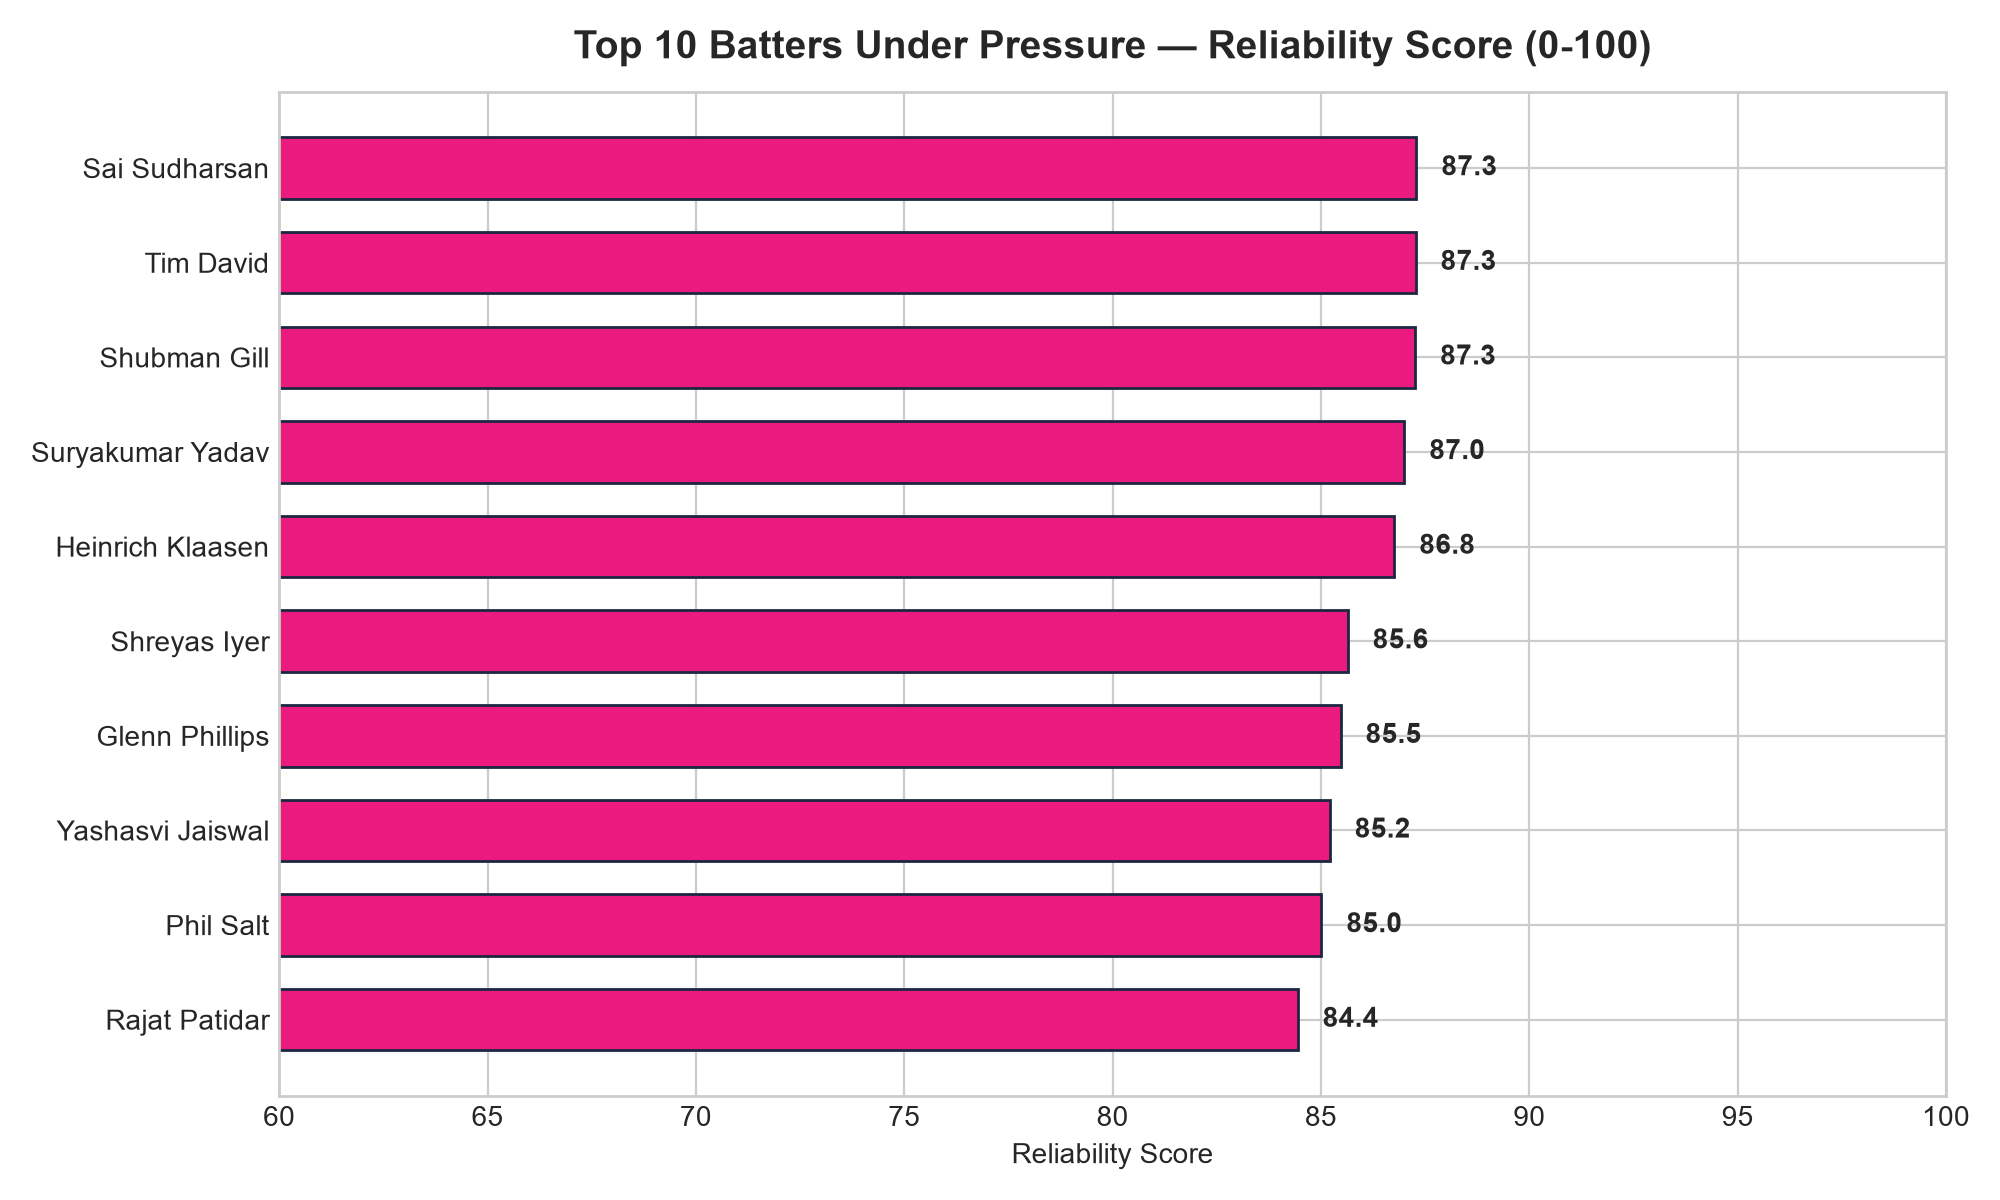 Top 10 Batters Under Pressure — Reliability Score (0-100)
Sai Sudharsan 87.3
Tim David 87.3
Shubman Gill 87.3
Suryakumar Yadav 87.0
Heinrich Klaasen 86.8
Shreyas Iyer 85.6
Glenn Phillips 85.5
Yashasvi Jaiswal 85.2
Phil Salt 85.0
Rajat Patidar 84.4
60 65 70 75 80 85 90 95 100
Reliability Score